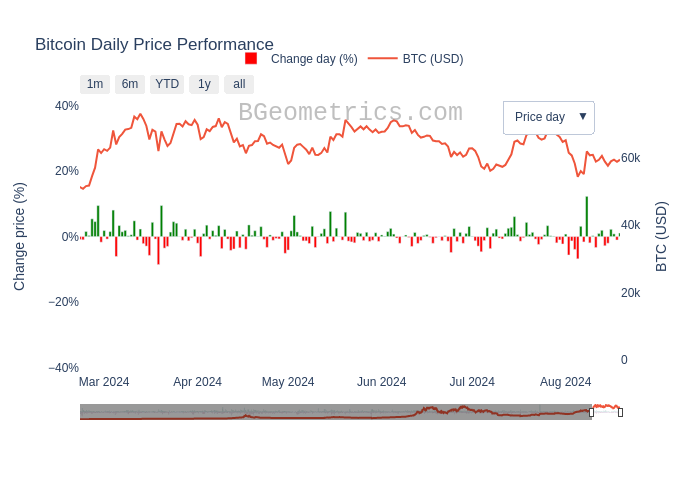 Bitcoin Daily Price Performance
Change day (%)
BTC (USD)
1m
6m
YTD
1y
all
BGeometrics.com
Price day
▼
40%
20%
0%
−20%
−40%
Change price (%)
60k
40k
20k
0
BTC (USD)
Mar 2024
Apr 2024
May 2024
Jun 2024
Jul 2024
Aug 2024